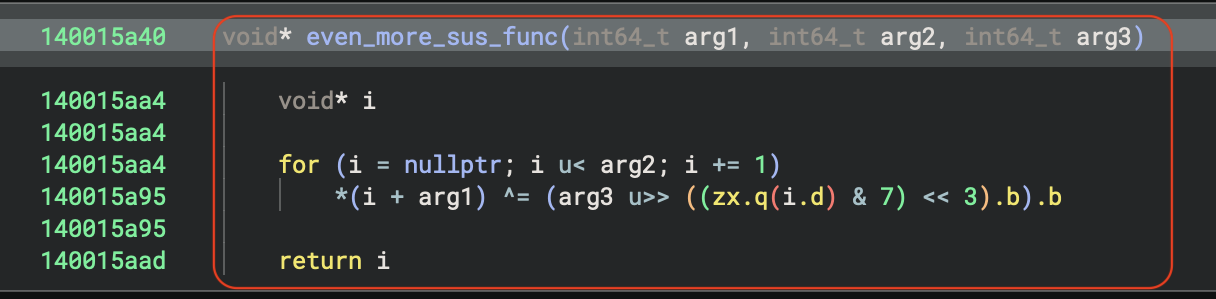 140015a40 void* even_more_sus_func(int64_t arg1, int64_t arg2, int64_t arg3)
140015aa4 void* i
140015aa4
140015aa4 for (i = nullptr; i u< arg2; i += 1)
140015a95 *(i + arg1) ^= (arg3 u>> ((zx.q(i.d) & 7) << 3).b).b
140015a95
140015aad return i